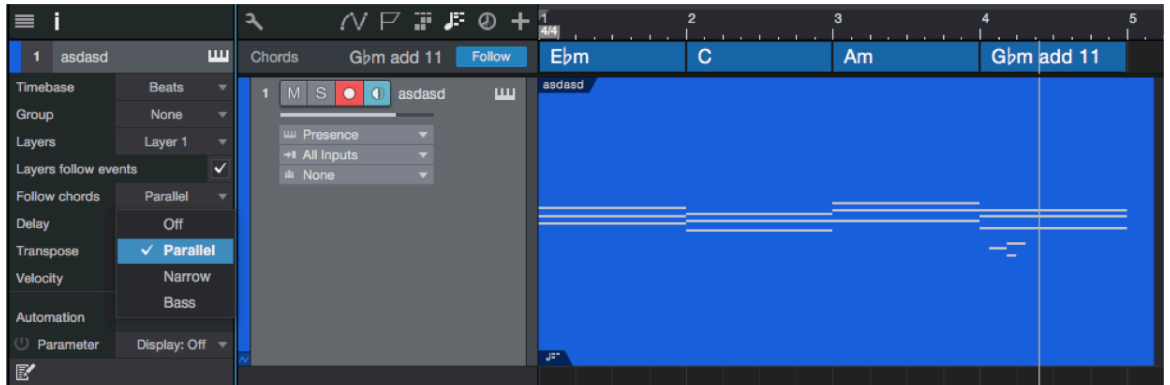 i
1 asdasd
Timebase Beats
Group None
Layers Layer 1
Layers follow events
Follow chords Parallel
Delay Off
Transpose Parallel
Velocity Narrow
Bass
Automation
Parameter Display: Off
Chords G♭m add 11 Follow
1 M S asdasd
Presence
All Inputs
None
1 2 3 4 5
4/4
E♭m C Am G♭m add 11
asdasd